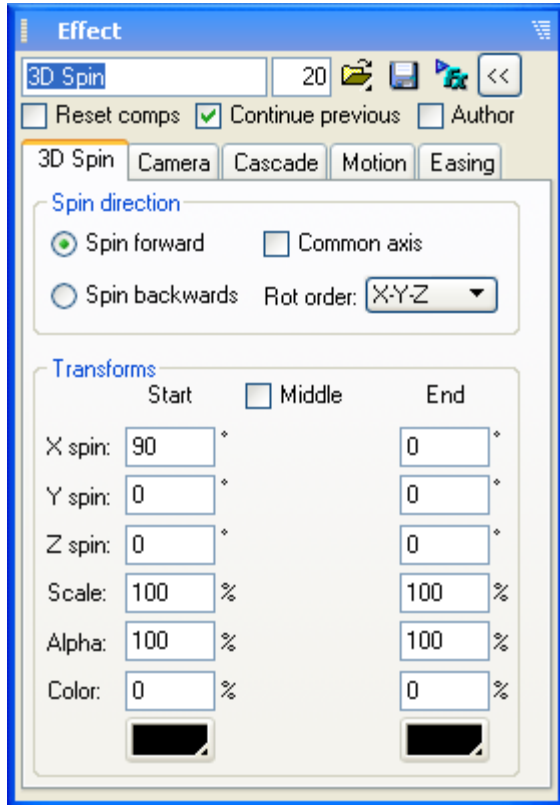 Effect
3D Spin 20 Fx <<
Reset comps Continue previous Author
3D Spin Camera Cascade Motion Easing
Spin direction
Spin forward Common axis
Spin backwards Rot order: X-Y-Z
Transforms
Start Middle End
X spin: 90 ° 0 °
Y spin: 0 ° 0 °
Z spin: 0 ° 0 °
Scale: 100 % 100 %
Alpha: 100 % 100 %
Color: 0 % 0 %